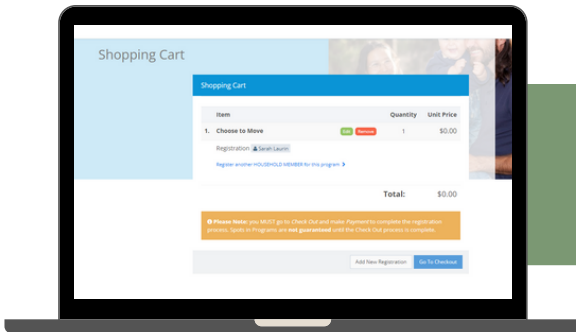 Shopping Cart
Shopping Cart
Item Quantity Unit Price
1. Choose to Move Edit Remove 1 $0.00
Registration Sarah Laurin
Register another HOUSEHOLD MEMBER for this program
Total: $0.00
Please Note: you MUST go to Check Out and make Payment to complete the registration
process. Spots in Programs are not guaranteed until the Check Out process is complete.
Add New Registration Go To Checkout